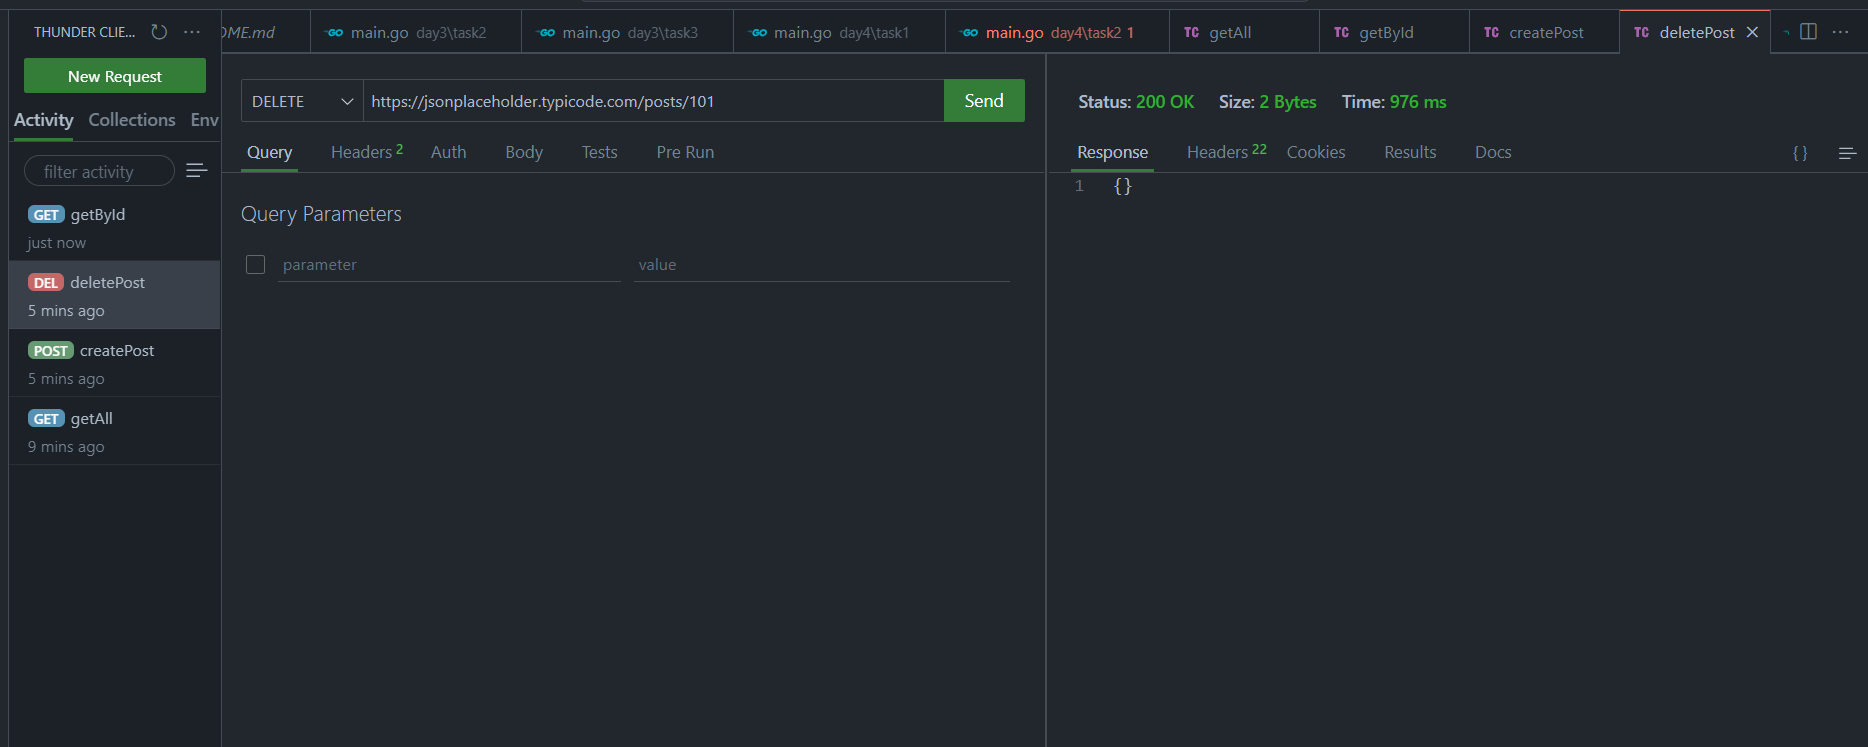 THUNDER CLIE...
New Request
Activity Collections Env
filter activity
GET getById
just now
DEL deletePost
5 mins ago
POST createPost
5 mins ago
GET getAll
9 mins ago
OME.md
GO main.go day3\task2
GO main.go day3\task3
GO main.go day4\task1
GO main.go day4\task2 1
TC getAll
TC getById
TC createPost
TC deletePost
DELETE https://jsonplaceholder.typicode.com/posts/101 Send
Query Headers 2 Auth Body Tests Pre Run
Query Parameters
parameter value
Status: 200 OK Size: 2 Bytes Time: 976 ms
Response Headers 22 Cookies Results Docs { }
1 {}